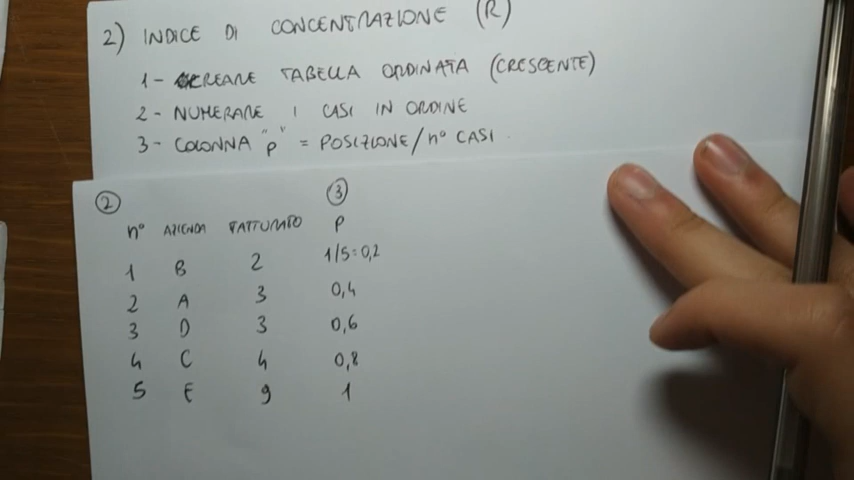 2) INDICE DI CONCENTRAZIONE (R)
1- CREARE TABELLA ORDINATA (CRESCENTE)
2- NUMERARE I CASI IN ORDINE
3- COLONNA "p" = POSIZIONE/n° CASI
2 3
n° AZIENDA FATTURATO P
1 B 2 1/5=0,2
2 A 3 0,4
3 D 3 0,6
4 C 4 0,8
5 E 9 1